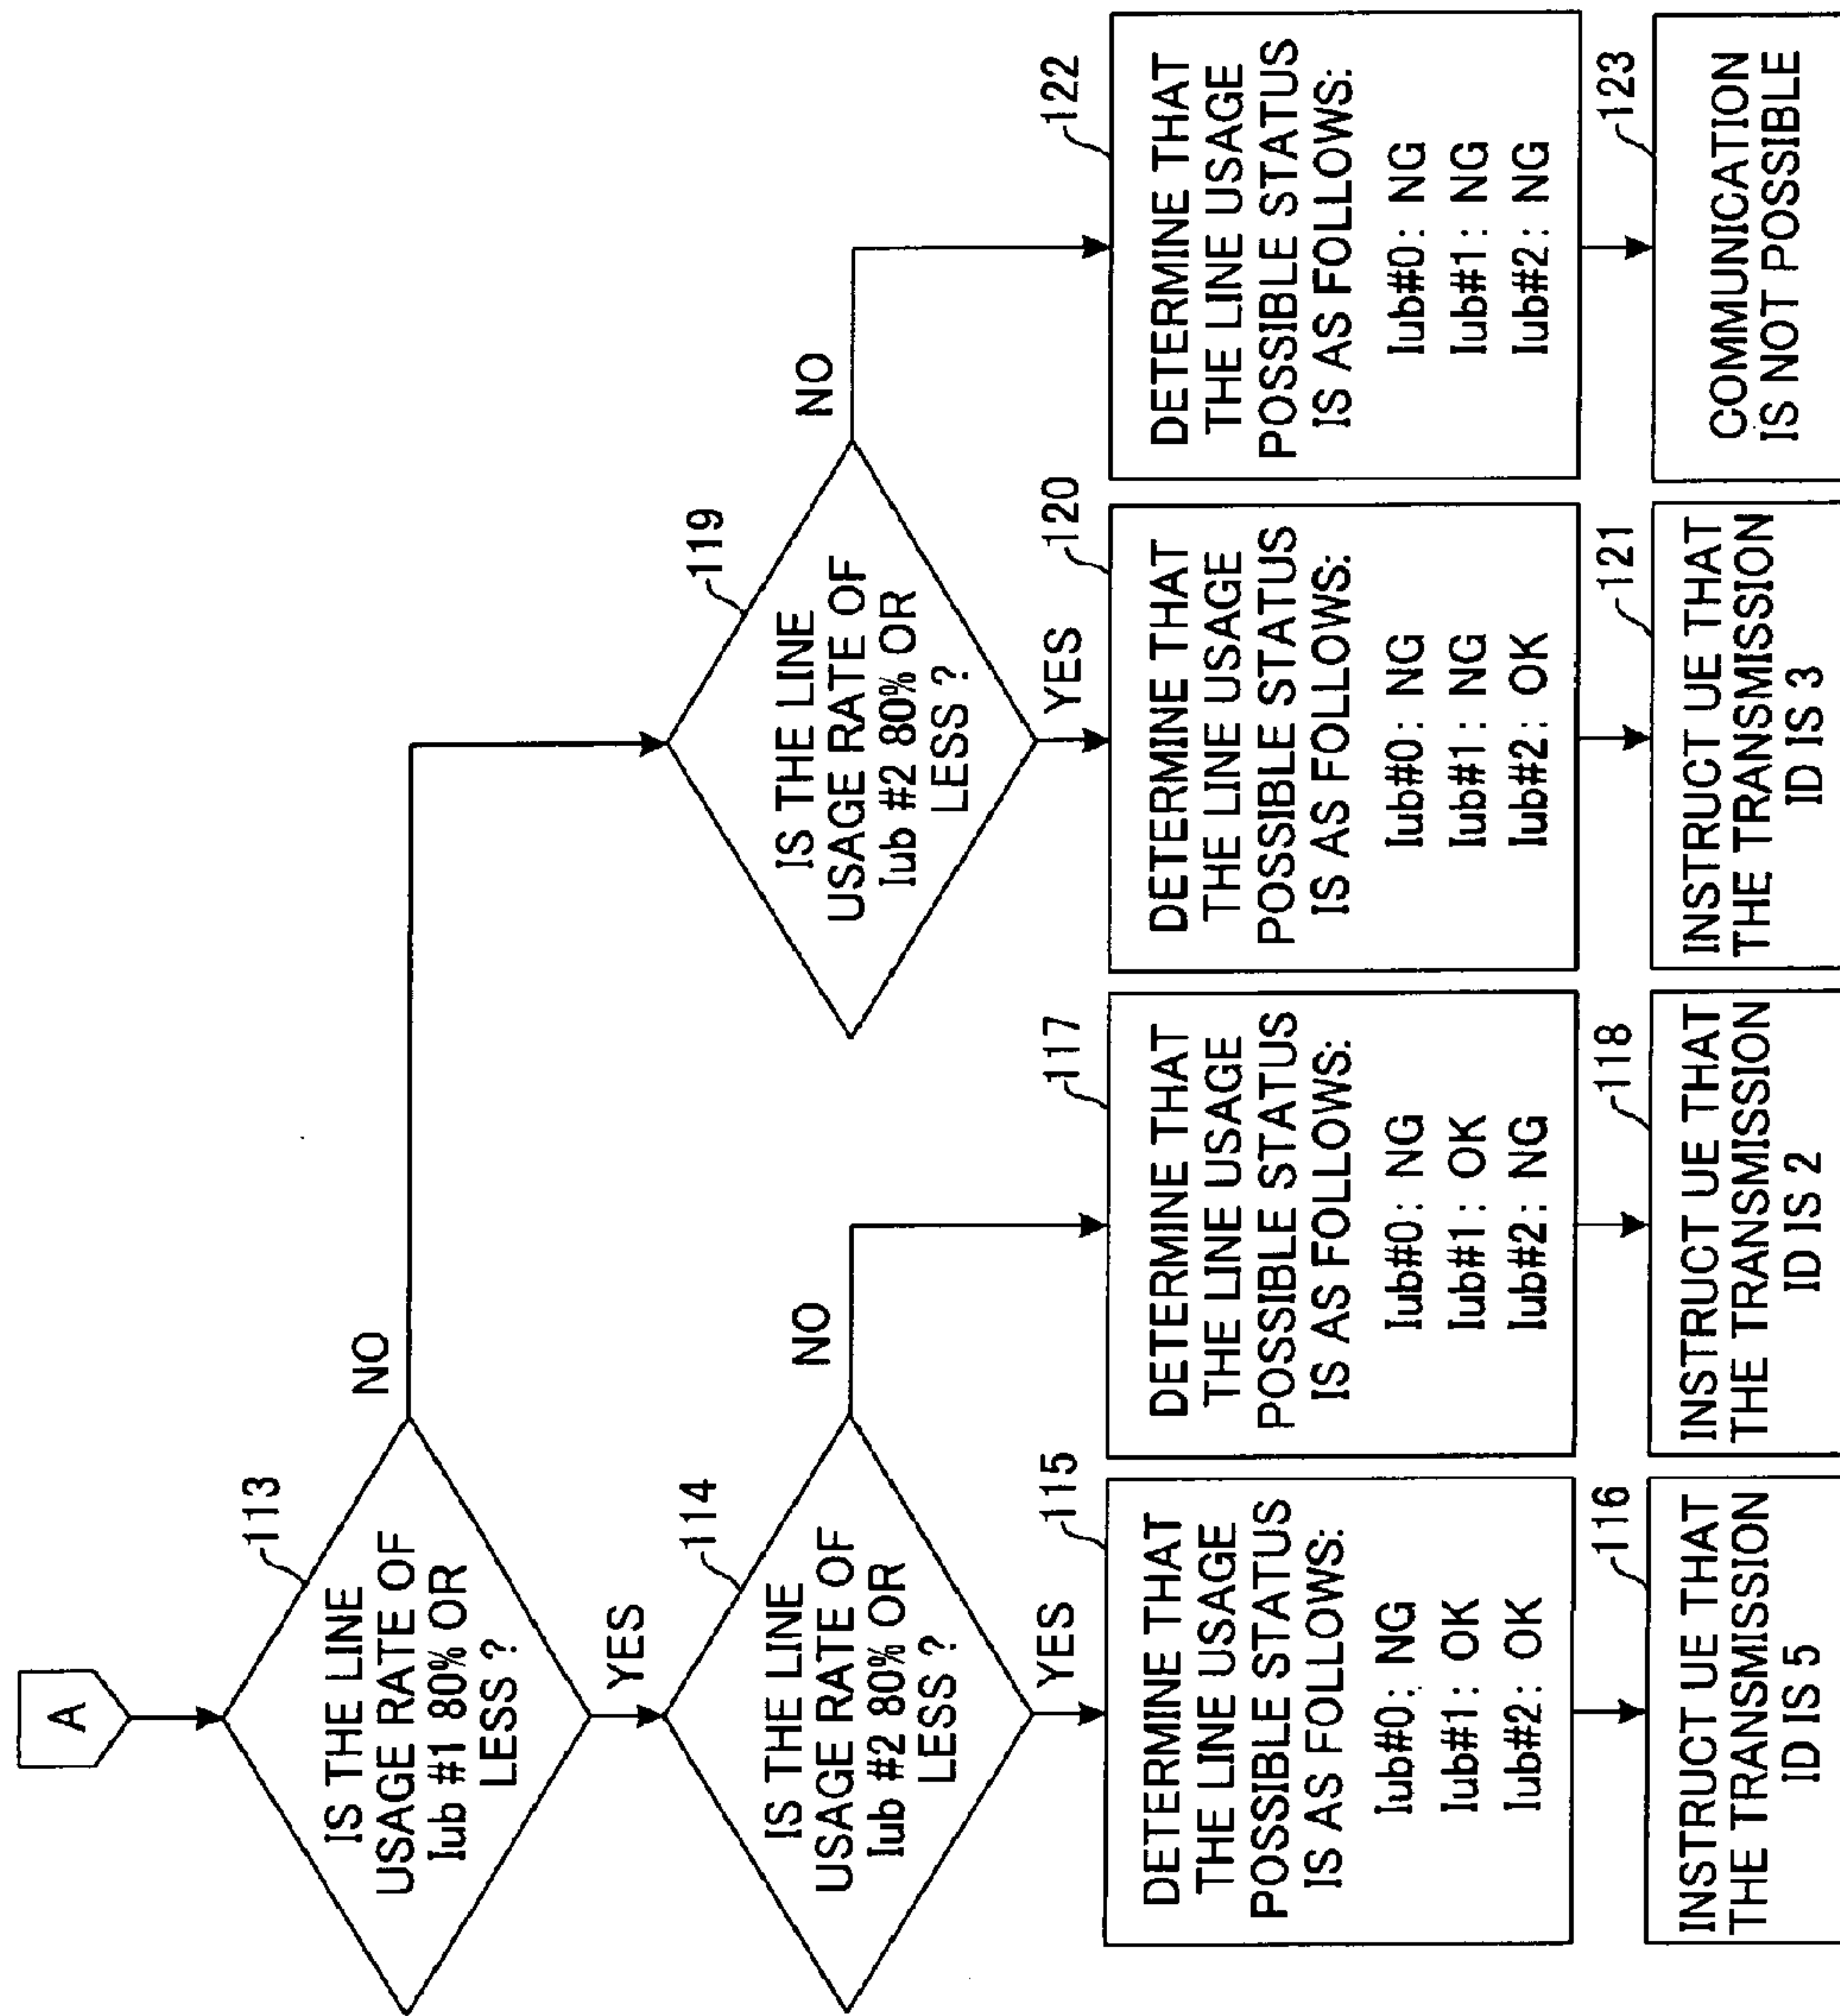 A
113
IS THE LINE
USAGE RATE OF
Iub #1 80% OR
LESS ?
NO
YES
114
IS THE LINE
USAGE RATE OF
Iub #2 80% OR
LESS ?
NO
YES
115
DETERMINE THAT
THE LINE USAGE
POSSIBLE STATUS
IS AS FOLLOWS:
Iub#0: NG
Iub#1: OK
Iub#2: OK
116
INSTRUCT UE THAT
THE TRANSMISSION
ID IS 5
117
DETERMINE THAT
THE LINE USAGE
POSSIBLE STATUS
IS AS FOLLOWS:
Iub#0: NG
Iub#1: OK
Iub#2: NG
118
INSTRUCT UE THAT
THE TRANSMISSION
ID IS 2
119
IS THE LINE
USAGE RATE OF
Iub #2 80% OR
LESS ?
NO
YES
120
DETERMINE THAT
THE LINE USAGE
POSSIBLE STATUS
IS AS FOLLOWS:
Iub#0: NG
Iub#1: NG
Iub#2: OK
121
INSTRUCT UE THAT
THE TRANSMISSION
ID IS 3
122
DETERMINE THAT
THE LINE USAGE
POSSIBLE STATUS
IS AS FOLLOWS:
Iub#0: NG
Iub#1: NG
Iub#2: NG
123
COMMUNICATION
IS NOT POSSIBLE